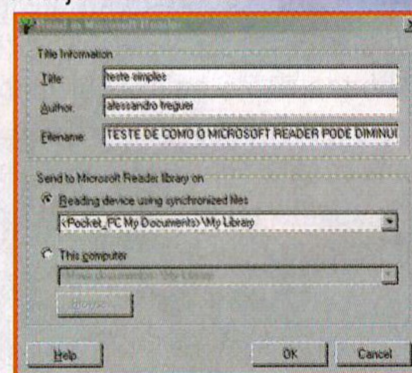 Title Information
Title: teste simples
Author: alessandro treguer
Filename: TESTE DE COMO O MICROSOFT READER PODE DIMINUI
Send to Microsoft Reader library on
Reading device using synchronized files
<Pocket_PC My Documents>\My Library
This computer
Browse...
Help OK Cancel